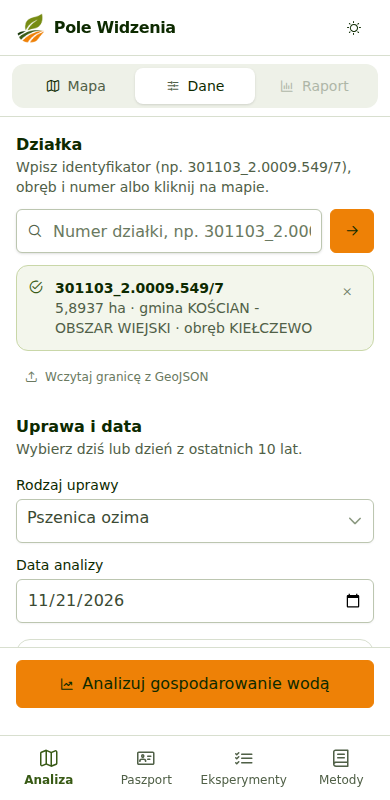 Pole Widzenia
Mapa
Dane
Raport
Działka
Wpisz identyfikator (np. 301103_2.0009.549/7),
obręb i numer albo kliknij na mapie.
Numer działki, np. 301103_2.000
301103_2.0009.549/7
5,8937 ha · gmina KOŚCIAN -
OBSZAR WIEJSKI · obręb KIEŁCZEWO
Wczytaj granicę z GeoJSON
Uprawa i data
Wybierz dziś lub dzień z ostatnich 10 lat.
Rodzaj uprawy
Pszenica ozima
Data analizy
11/21/2026
Analizuj gospodarowanie wodą
Analiza
Paszport
Eksperymenty
Metody